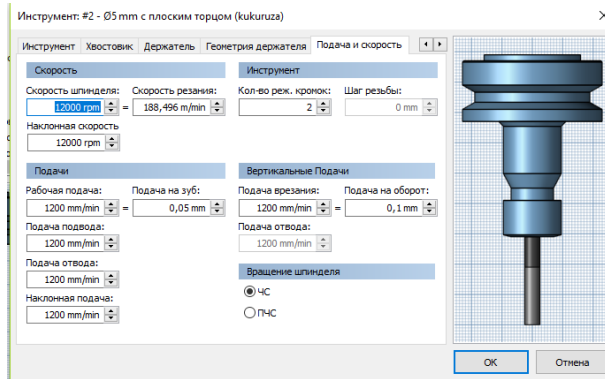 Инструмент: #2 - Ø5 mm с плоским торцом (kukuruza)
Инструмент Хвостовик Держатель Геометрия держателя Подача и скорость
Скорость
Скорость шпинделя: Скорость резания:
12000 rpm = 188,496 m/min
Наклонная скорость
12000 rpm
Инструмент
Кол-во реж. кромок: Шаг резьбы:
2 0 mm
Подачи
Рабочая подача: Подача на зуб:
1200 mm/min = 0,05 mm
Подача подвода:
1200 mm/min
Подача отвода:
1200 mm/min
Наклонная подача:
1200 mm/min
Вертикальные Подачи
Подача врезания: Подача на оборот:
1200 mm/min = 0,1 mm
Подача отвода:
1200 mm/min
Вращение шпинделя
ЧС
ПЧС
OK Отмена